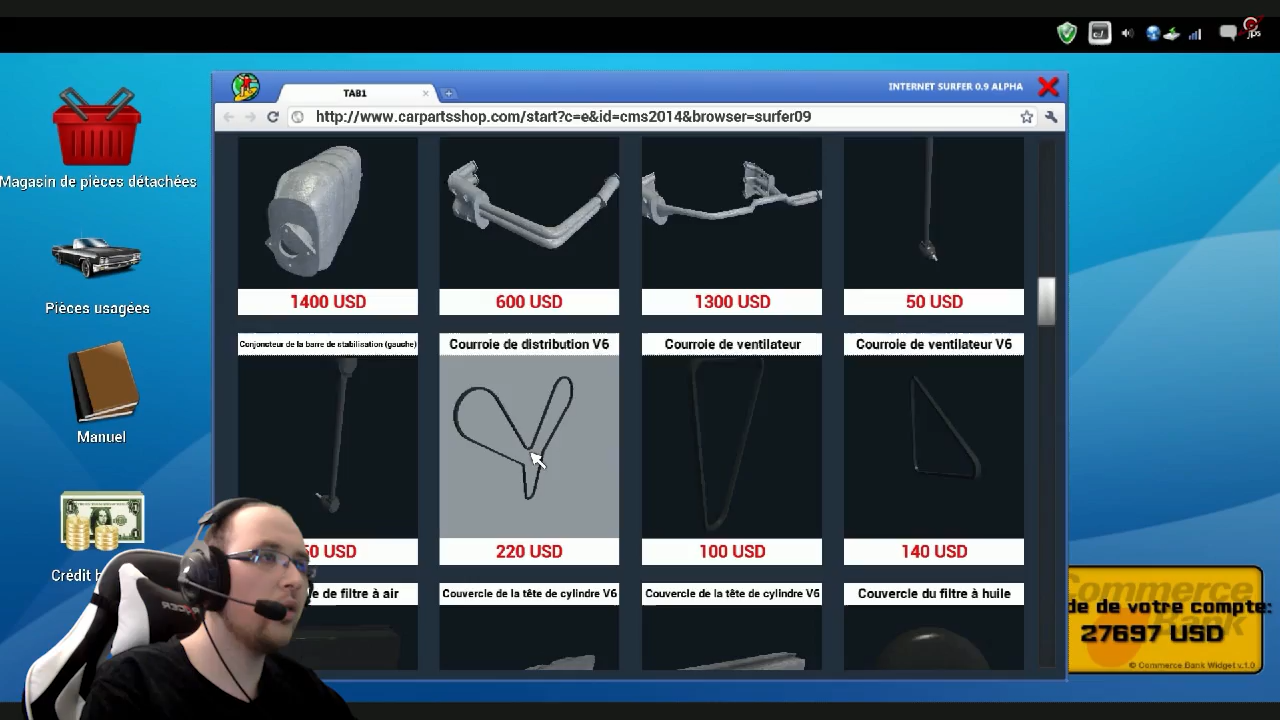 TAB1
INTERNET SURFER 0.9 ALPHA
http://www.carpartsshop.com/start?c=e&id=cms2014&browser=surfer09
Magasin de pièces détachées
Pièces usagées
Manuel
Crédit
1400 USD
600 USD
1300 USD
50 USD
Conjoncteur de la barre de stabilisation (gauche)
Courroie de distribution V6
Courroie de ventilateur
Courroie de ventilateur V6
USD
220 USD
100 USD
140 USD
de filtre à air
Couvercle de la tête de cylindre V6
Couvercle de la tête de cylindre V6
Couvercle du filtre à huile
Commerce
Bank
de de votre compte:
27697 USD
© Commerce Bank Widget v.1.0